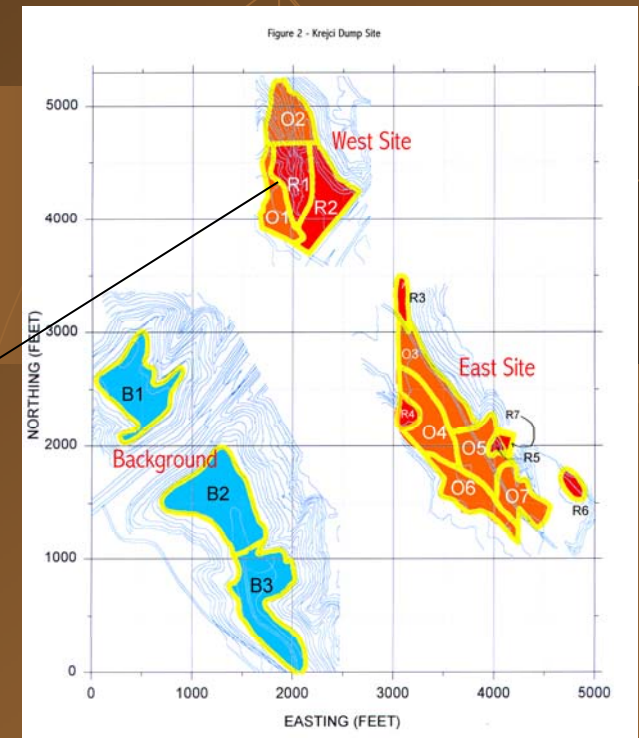 Figure 2 - Krejci Dump Site
5000
O2
West Site
R1
R2
4000
O1
R3
3000
O3
East Site
B1
R4
R7
O4
O5
2000
R5
Background
B2
O6
O7
R6
1000
B3
0
NORTHING (FEET)
0
1000
2000
3000
4000
5000
EASTING (FEET)